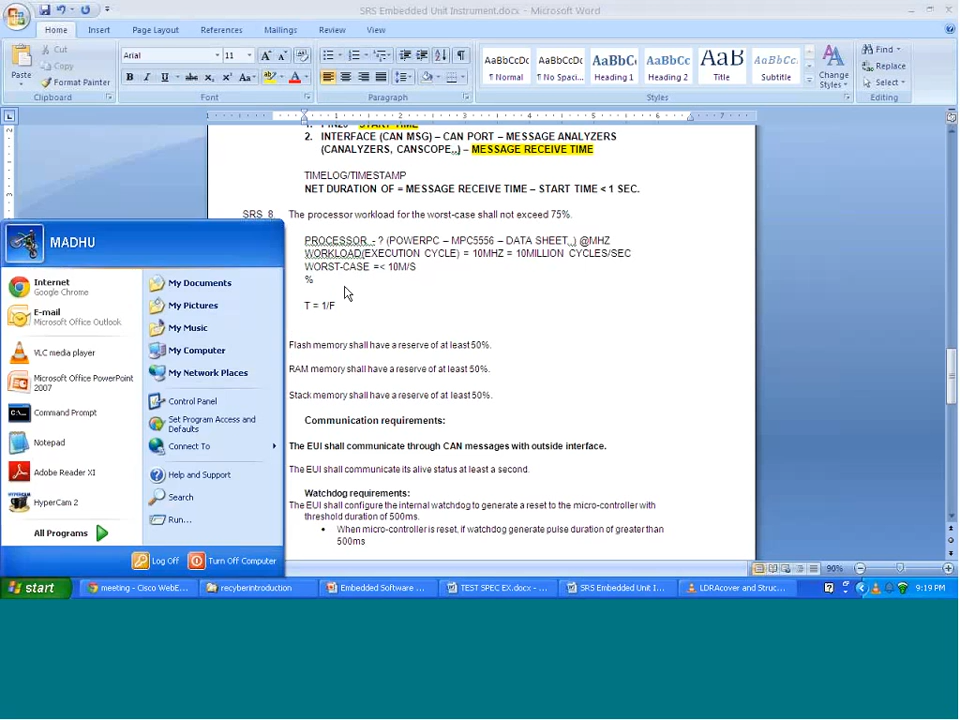 SRS Embedded Unit Instrument.docx - Microsoft Word
Home Insert Page Layout References Mailings Review View
Paste
Cut
Copy
Format Painter
Clipboard
Arial 11
Font
Paragraph
AaBbCcDc
¶ Normal
AaBbCcDc
¶ No Spaci...
AaBbC
Heading 1
AaBbCc
Heading 2
AaB
Title
AaBbCc.
Subtitle
Styles
Change
Styles
Find
Replace
Select
Editing
2. INTERFACE (CAN MSG) – CAN PORT – MESSAGE ANALYZERS
(CANALYZERS, CANSCOPE,,) – MESSAGE RECEIVE TIME
TIMELOG/TIMESTAMP
NET DURATION OF = MESSAGE RECEIVE TIME – START TIME < 1 SEC.
SRS_8 The processor workload for the worst-case shall not exceed 75%.
PROCESSOR - ? (POWERPC – MPC5556 – DATA SHEET,,) @MHZ
WORKLOAD(EXECUTION CYCLE) = 10MHZ = 10MILLION CYCLES/SEC
WORST-CASE =< 10M/S
%
T = 1/F
Flash memory shall have a reserve of at least 50%.
RAM memory shall have a reserve of at least 50%.
Stack memory shall have a reserve of at least 50%.
Communication requirements:
The EUI shall communicate through CAN messages with outside interface.
The EUI shall communicate its alive status at least a second.
Watchdog requirements:
The EUI shall configure the internal watchdog to generate a reset to the micro-controller with
threshold duration of 500ms.
• When micro-controller is reset, if watchdog generate pulse duration of greater than
500ms
MADHU
Internet
Google Chrome
E-mail
Microsoft Office Outlook
VLC media player
Microsoft Office PowerPoint
2007
Command Prompt
Notepad
Adobe Reader XI
HyperCam 2
All Programs
My Documents
My Pictures
My Music
My Computer
My Network Places
Control Panel
Set Program Access and
Defaults
Connect To
Help and Support
Search
Run...
Log Off Turn Off Computer
90%
start meeting - Cisco WebE... recyberintroduction Embedded Software ... TEST SPEC EX.docx - ... SRS Embedded Unit I... LDRAcover and Struc... 9:19 PM